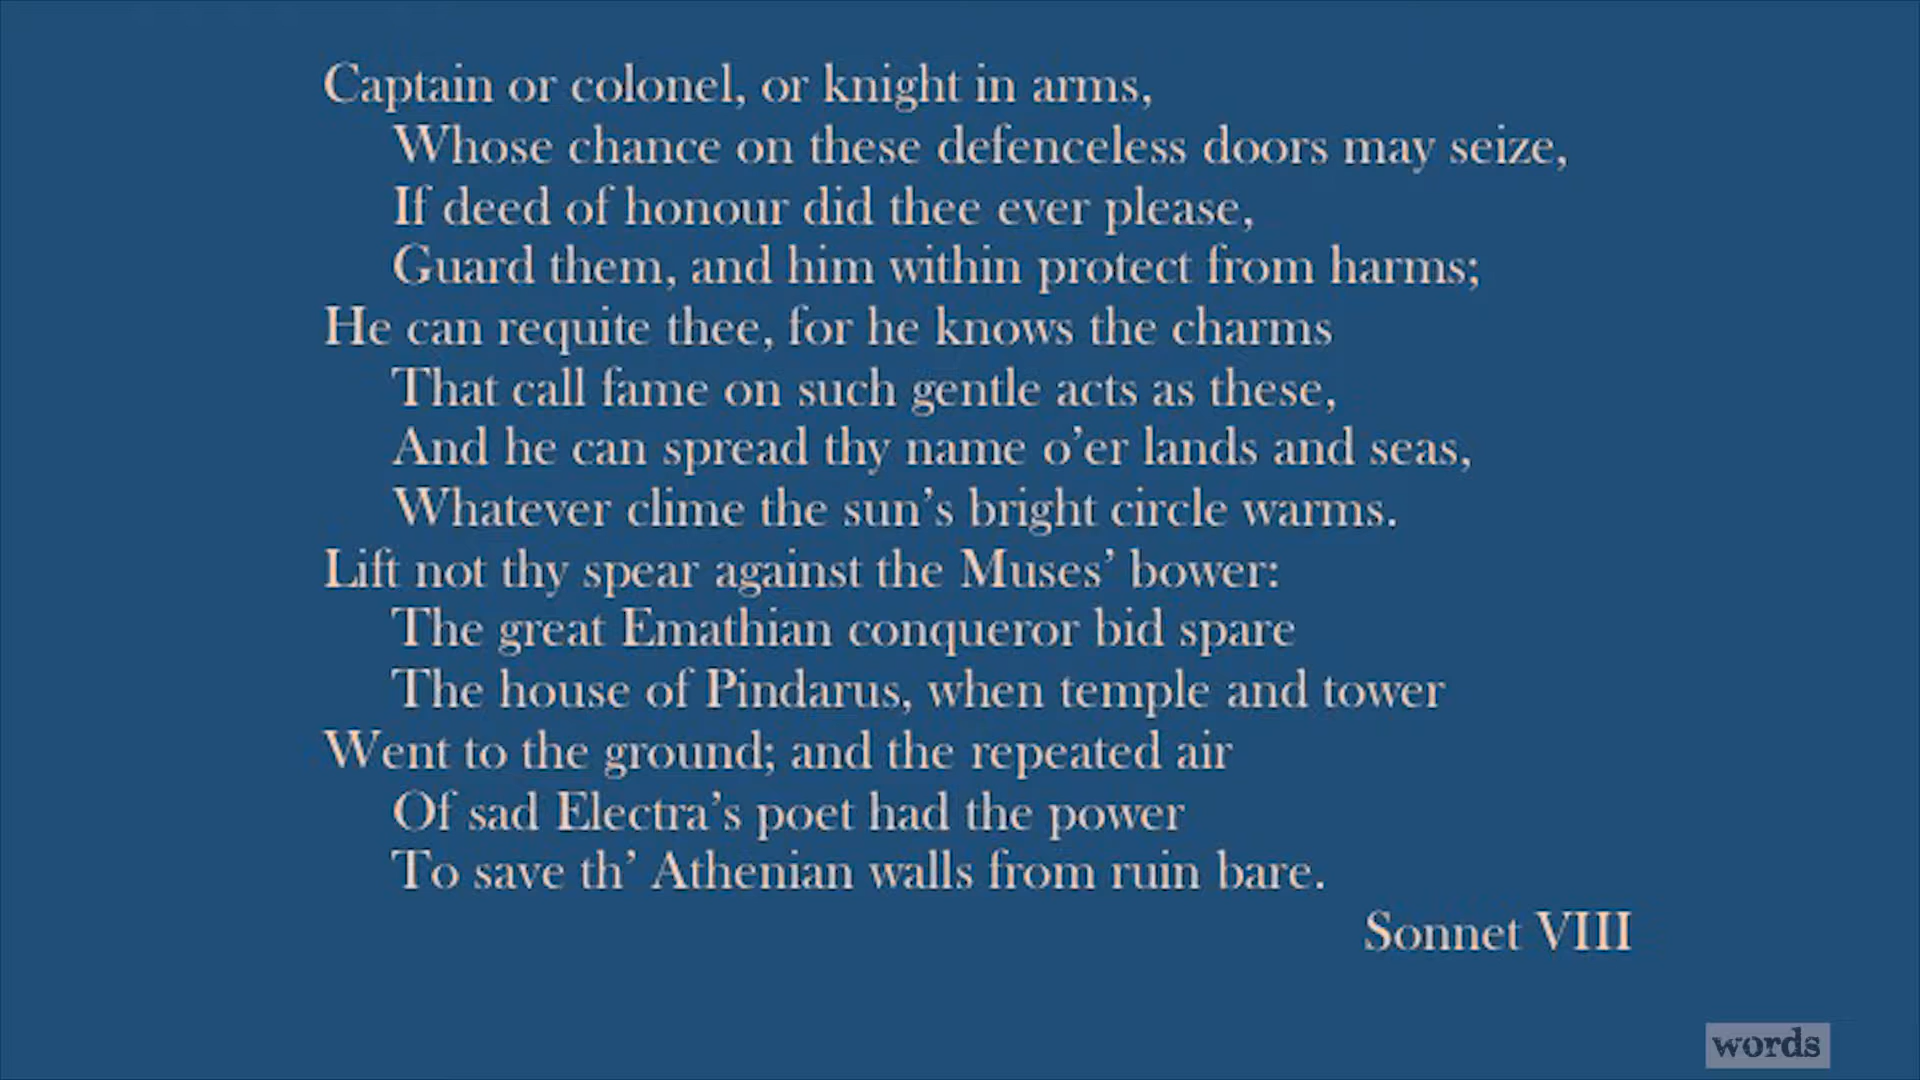 Captain or colonel, or knight in arms,
Whose chance on these defenceless doors may seize,
If deed of honour did thee ever please,
Guard them, and him within protect from harms;
He can requite thee, for he knows the charms
That call fame on such gentle acts as these,
And he can spread thy name o’er lands and seas,
Whatever clime the sun’s bright circle warms.
Lift not thy spear against the Muses’ bower:
The great Emathian conqueror bid spare
The house of Pindarus, when temple and tower
Went to the ground; and the repeated air
Of sad Electra’s poet had the power
To save th’ Athenian walls from ruin bare.
Sonnet VIII
words